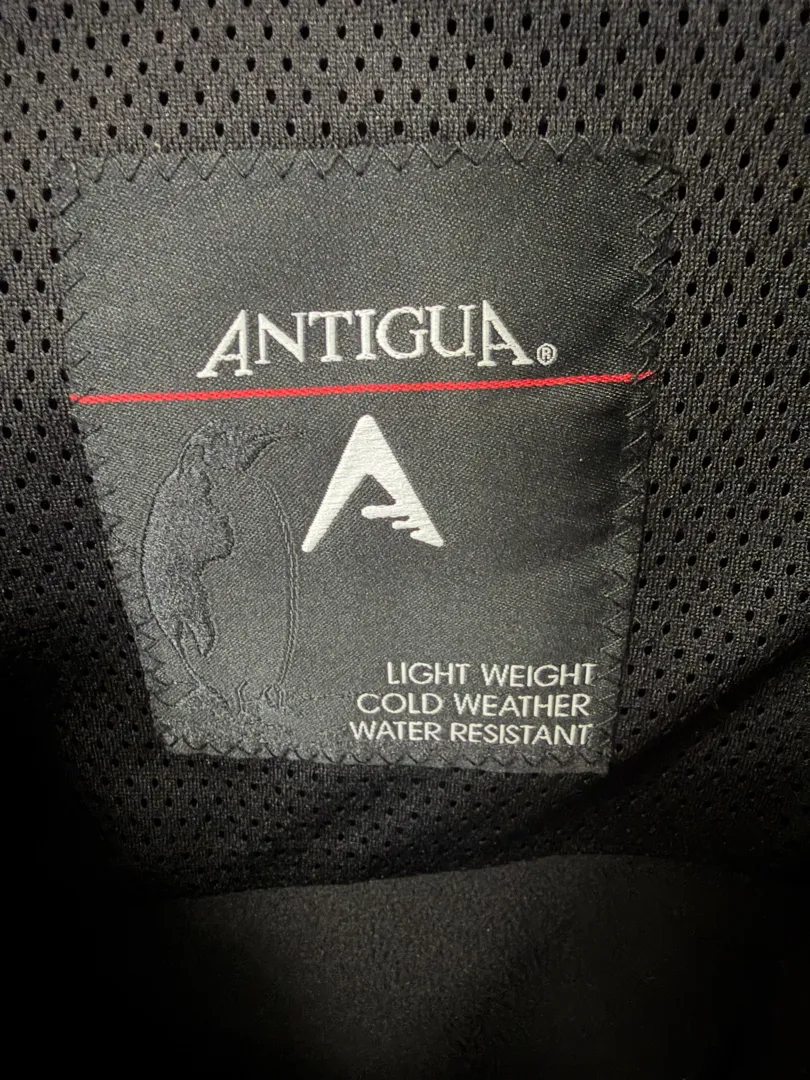 ANTIGUA®
LIGHT WEIGHT
COLD WEATHER
WATER RESISTANT